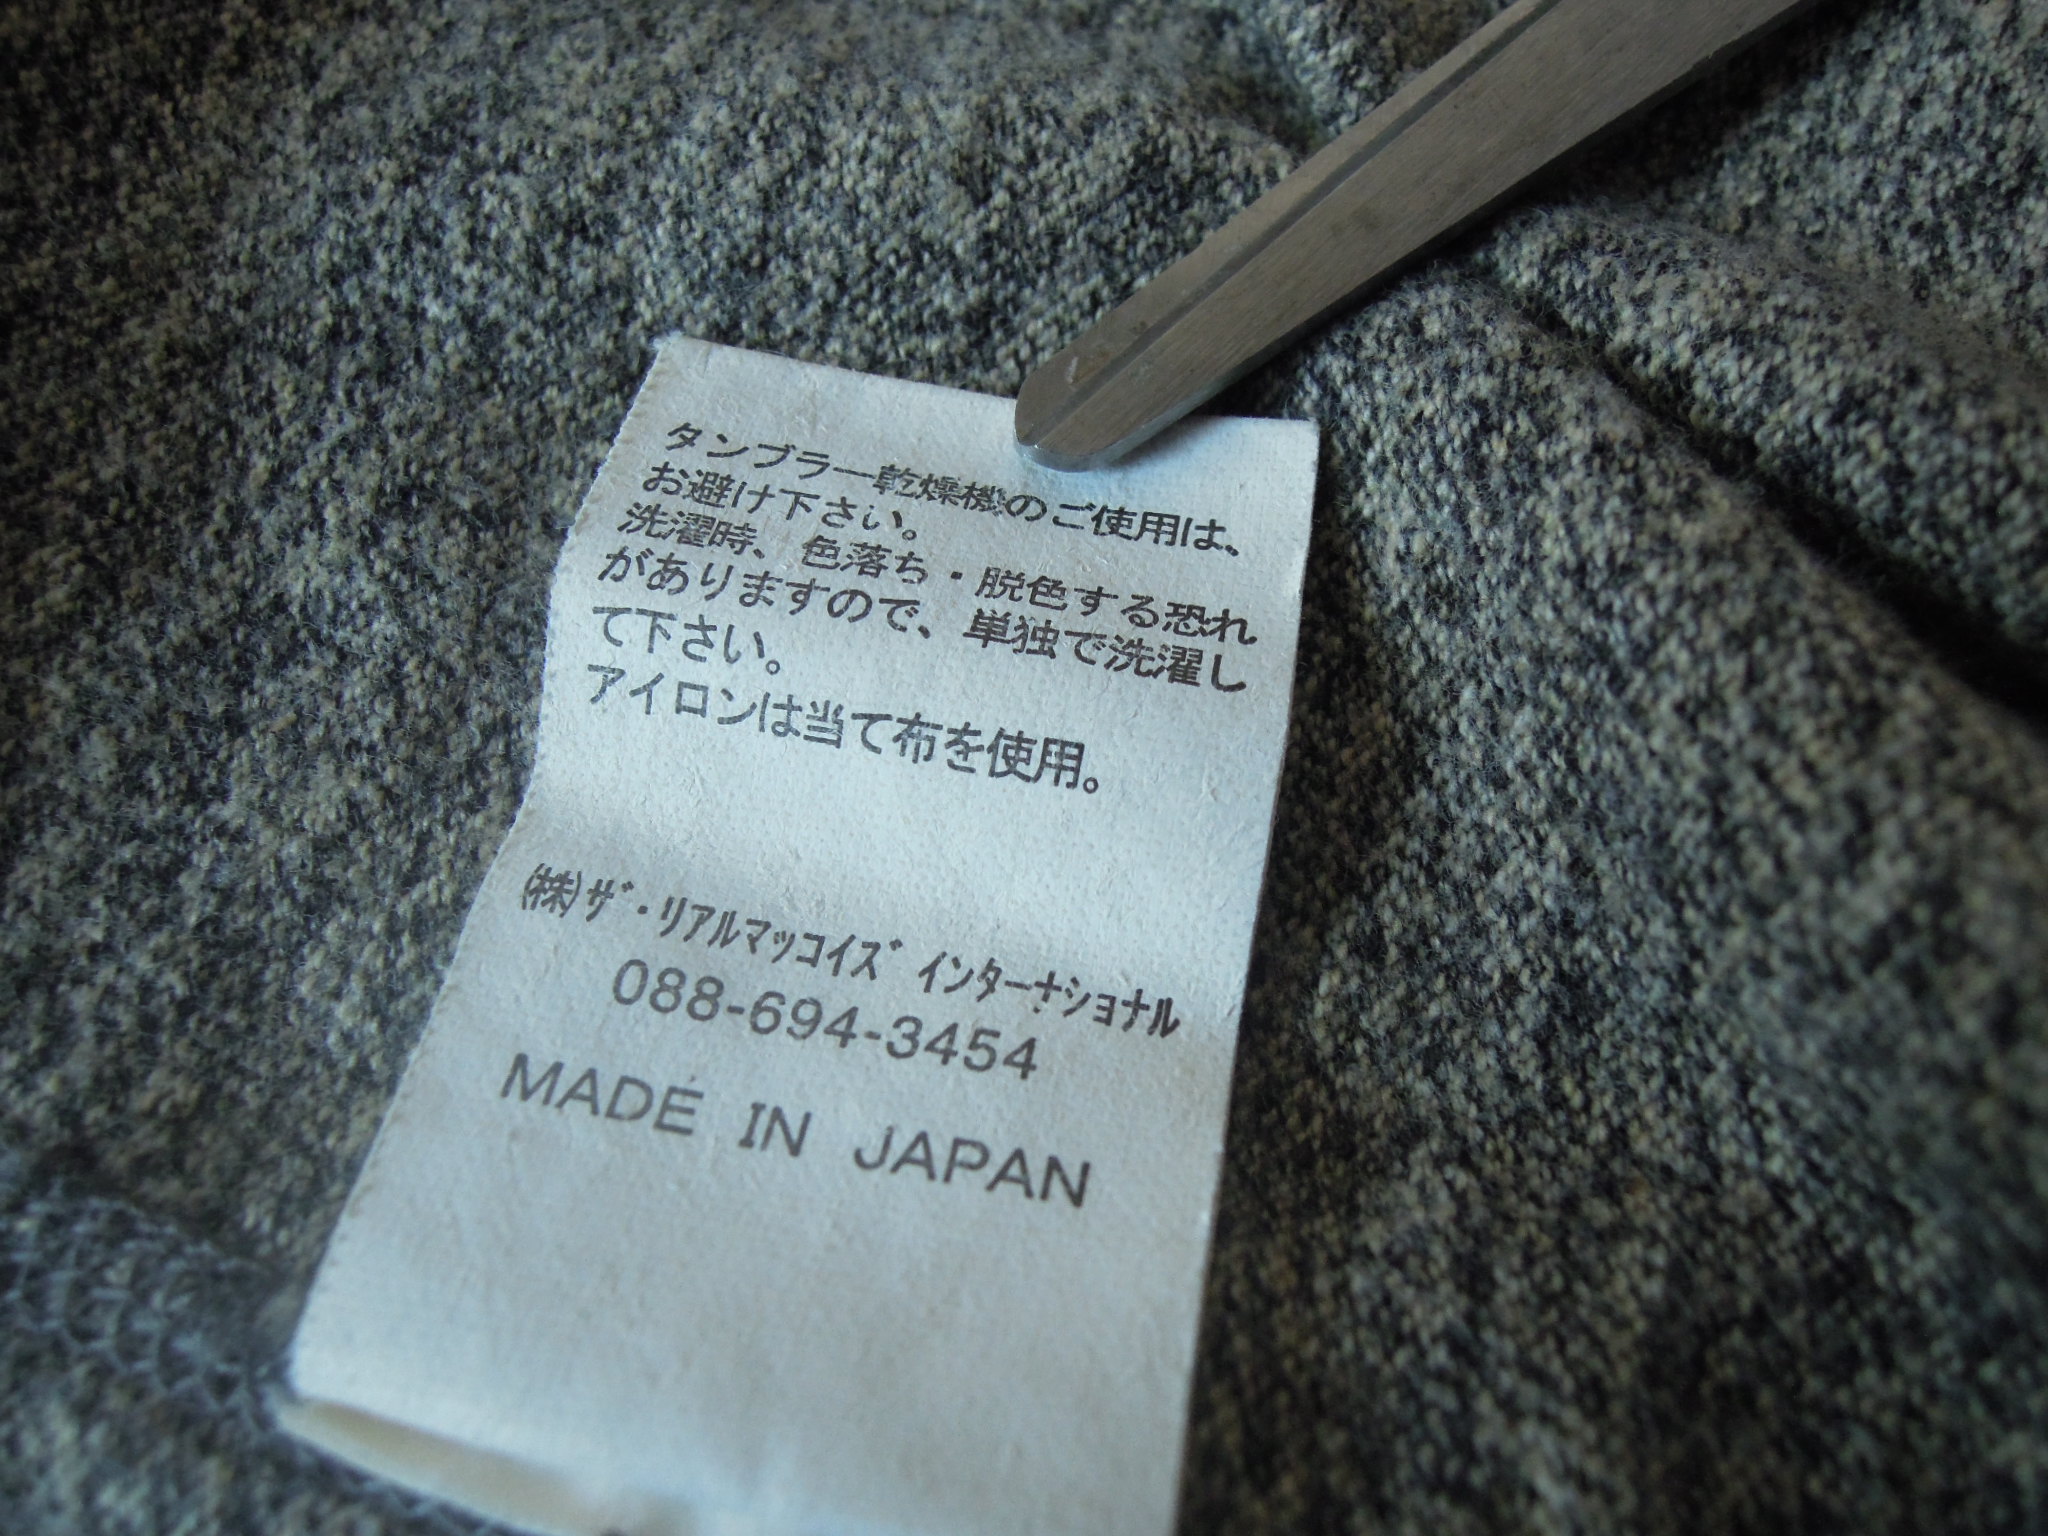 タンブラー乾燥機のご使用は、
お避け下さい。
洗濯時、色落ち・脱色する恐れ
がありますので、単独で洗濯し
て下さい。
アイロンは当て布を使用。
㈱ザ・リアルマッコイズ インターナショナル
088-694-3454
MADE IN JAPAN